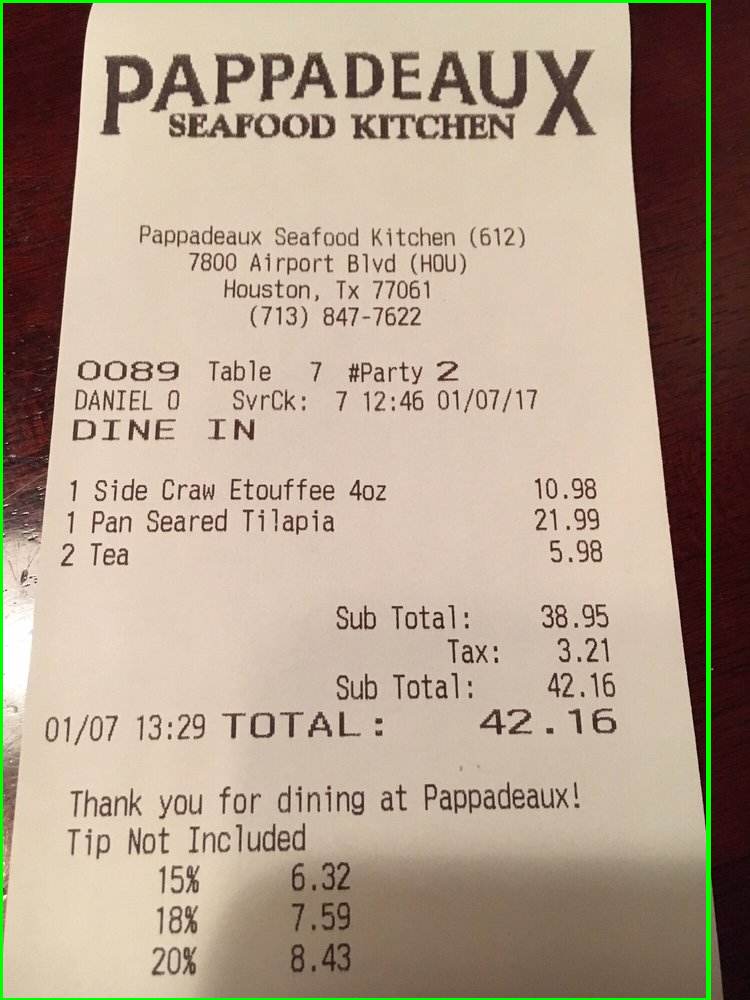 PAPPADEAUX
SEAFOOD KITCHEN
Pappadeaux Seafood Kitchen (612)
7800 Airport Blvd (HOU)
Houston, Tx 77061
(713) 847-7622
0089 Table 7 #Party 2
DANIEL O SvrCk: 7 12:46 01/07/17
DINE IN
1 Side Craw Etouffee 4oz 10.98
1 Pan Seared Tilapia 21.99
2 Tea 5.98
Sub Total: 38.95
Tax: 3.21
Sub Total: 42.16
01/07 13:29 TOTAL: 42.16
Thank you for dining at Pappadeaux!
Tip Not Included
15% 6.32
18% 7.59
20% 8.43